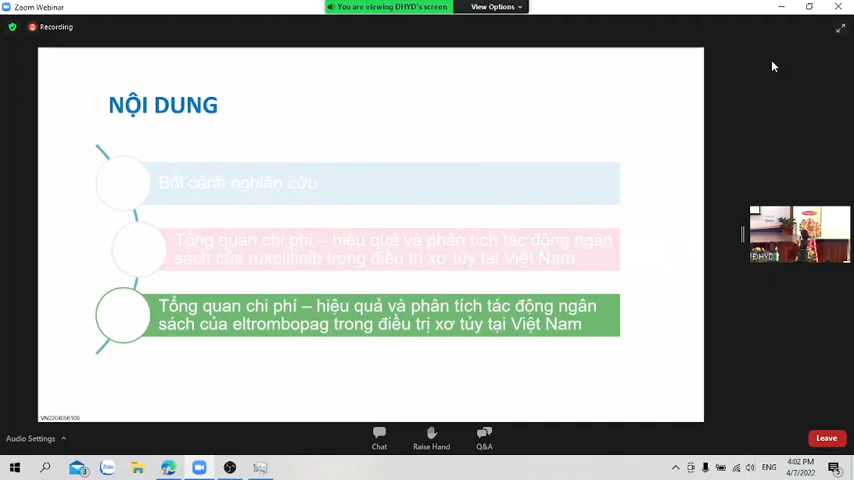 Zoom Webinar
You are viewing ĐHYD's screen
View Options
Recording
NỘI DUNG
Bối cảnh nghiên cứu
Tổng quan chi phí – hiệu quả và phân tích tác động ngân
sách của ruxolitinib trong điều trị xơ tủy tại Việt Nam
Tổng quan chi phí – hiệu quả và phân tích tác động ngân
sách của eltrombopag trong điều trị xơ tủy tại Việt Nam
ĐHYD
VN2204056109
Audio Settings
Chat
Raise Hand
Q&A
Leave
Zalo
ENG
4:02 PM
4/7/2022